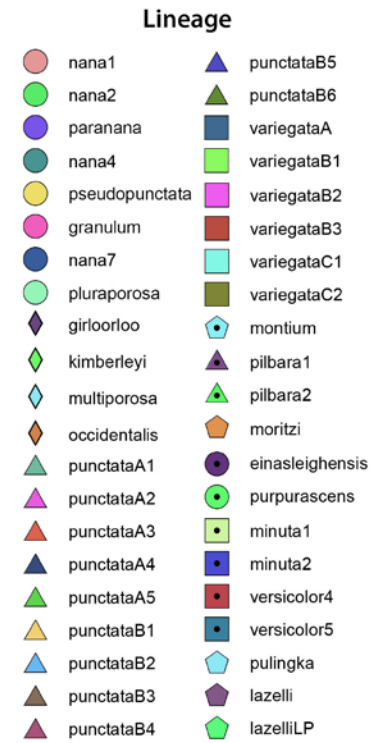 Lineage
nana1
nana2
paranana
nana4
pseudopunctata
granulum
nana7
pluraporosa
girloorloo
kimberleyi
multiporosa
occidentalis
punctataA1
punctataA2
punctataA3
punctataA4
punctataA5
punctataB1
punctataB2
punctataB3
punctataB4
punctataB5
punctataB6
variegataA
variegataB1
variegataB2
variegataB3
variegataC1
variegataC2
montium
pilbara1
pilbara2
moritzi
einasleighensis
purpurascens
minuta1
minuta2
versicolor4
versicolor5
pulingka
lazelli
lazelliLP